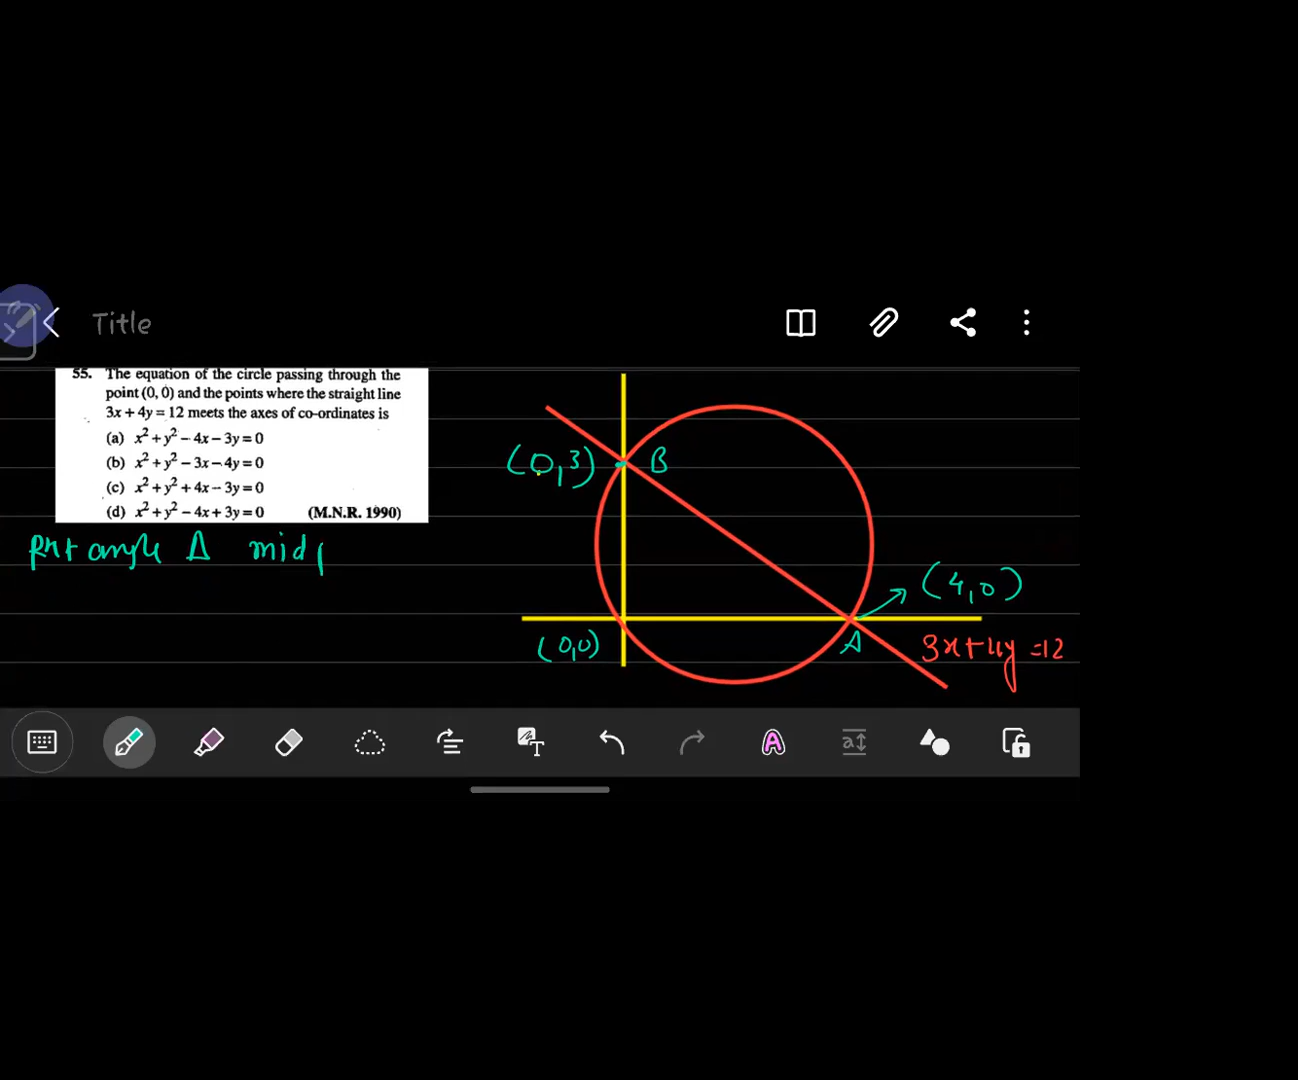 Title
55. The equation of the circle passing through the
point (0, 0) and the points where the straight line
3x + 4y = 12 meets the axes of co-ordinates is
(a) x² + y² – 4x – 3y = 0
(b) x² + y² – 3x – 4y = 0
(c) x² + y² + 4x – 3y = 0
(d) x² + y² – 4x + 3y = 0 (M.N.R. 1990)
angle Δ mid
(0,3) B
(4,0)
(0,0) A 3x+4y=12
T A a